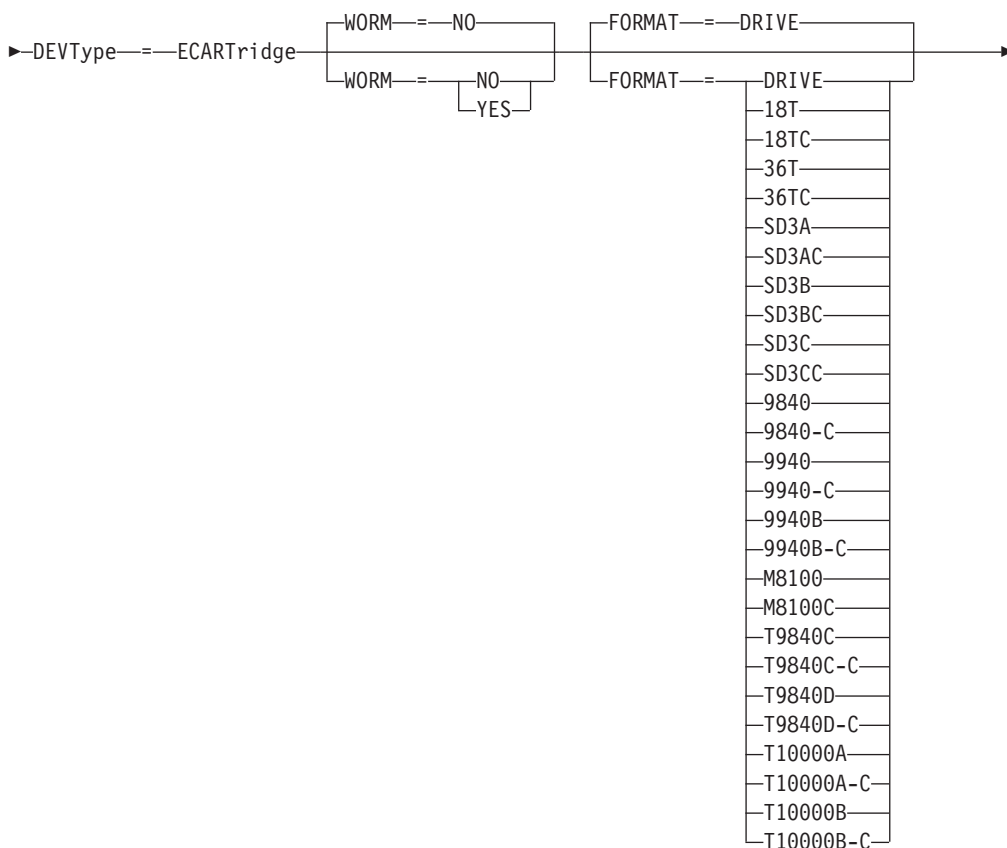 WORM = NO FORMAT = DRIVE
DEVType = ECARTridge
WORM = NO FORMAT = DRIVE
YES 18T
18TC
36T
36TC
SD3A
SD3AC
SD3B
SD3BC
SD3C
SD3CC
9840
9840-C
9940
9940-C
9940B
9940B-C
M8100
M8100C
T9840C
T9840C-C
T9840D
T9840D-C
T10000A
T10000A-C
T10000B
T10000B-C